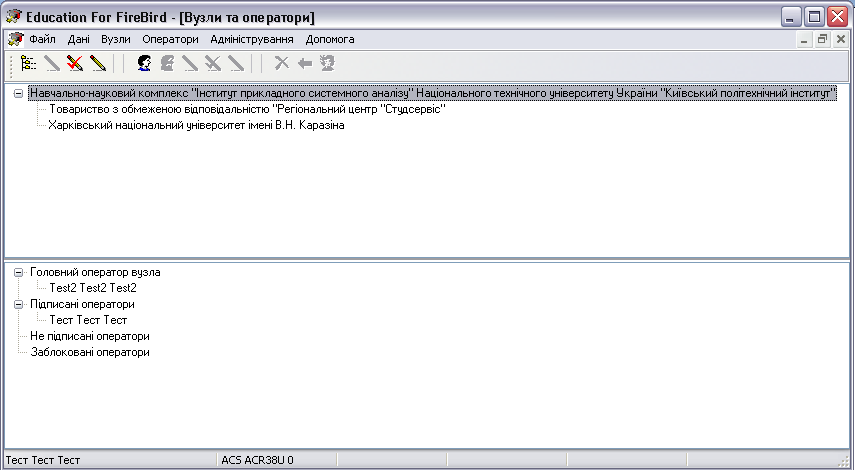 Education For FireBird - [Вузли та оператори]
Файл Дані Вузли Оператори Адміністрування Допомога
Навчально-науковий комплекс "Інститут прикладного системного аналізу" Національного технічного університету України "Київський політехнічний інститут"
Товариство з обмеженою відповідальністю "Регіональний центр "Студсервіс"
Харківський національний університет імені В.Н. Каразіна
Головний оператор вузла
Test2 Test2 Test2
Підписані оператори
Тест Тест Тест
Не підписані оператори
Заблоковані оператори
Тест Тест Тест ACS ACR38U 0